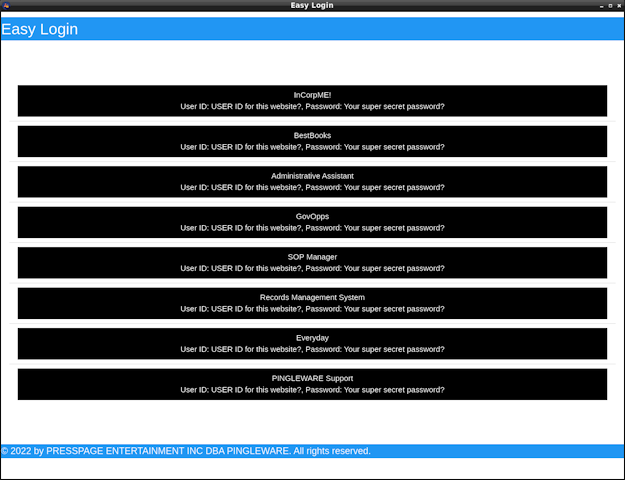 Easy Login
Easy Login
InCorpME!
User ID: USER ID for this website?, Password: Your super secret password?
BestBooks
User ID: USER ID for this website?, Password: Your super secret password?
Administrative Assistant
User ID: USER ID for this website?, Password: Your super secret password?
GovOpps
User ID: USER ID for this website?, Password: Your super secret password?
SOP Manager
User ID: USER ID for this website?, Password: Your super secret password?
Records Management System
User ID: USER ID for this website?, Password: Your super secret password?
Everyday
User ID: USER ID for this website?, Password: Your super secret password?
PINGLEWARE Support
User ID: USER ID for this website?, Password: Your super secret password?
© 2022 by PRESSPAGE ENTERTAINMENT INC DBA PINGLEWARE. All rights reserved.